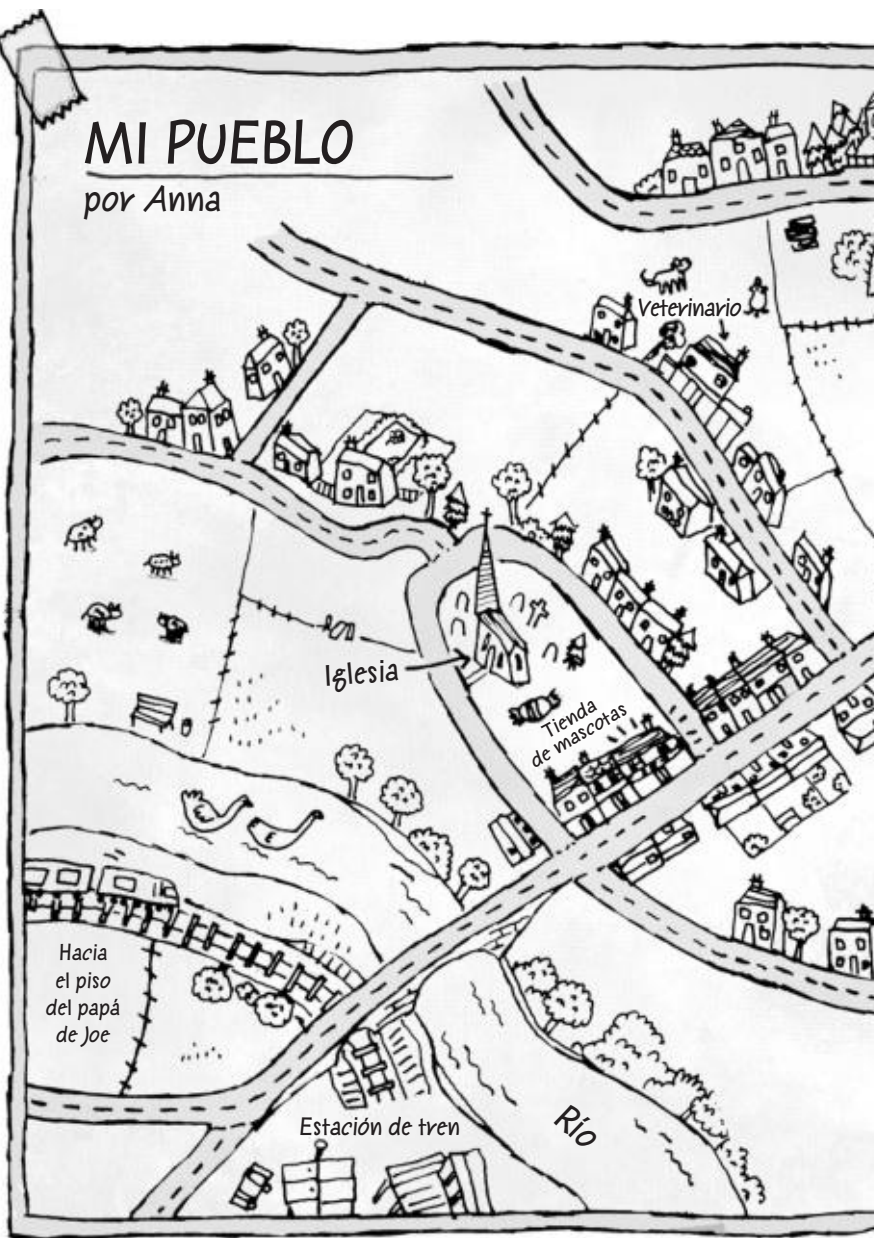 MI PUEBLO
por Anna
Veterinario
Iglesia
Tienda
de mascotas
Hacia
el piso
del papá
de Joe
Estación de tren
Río